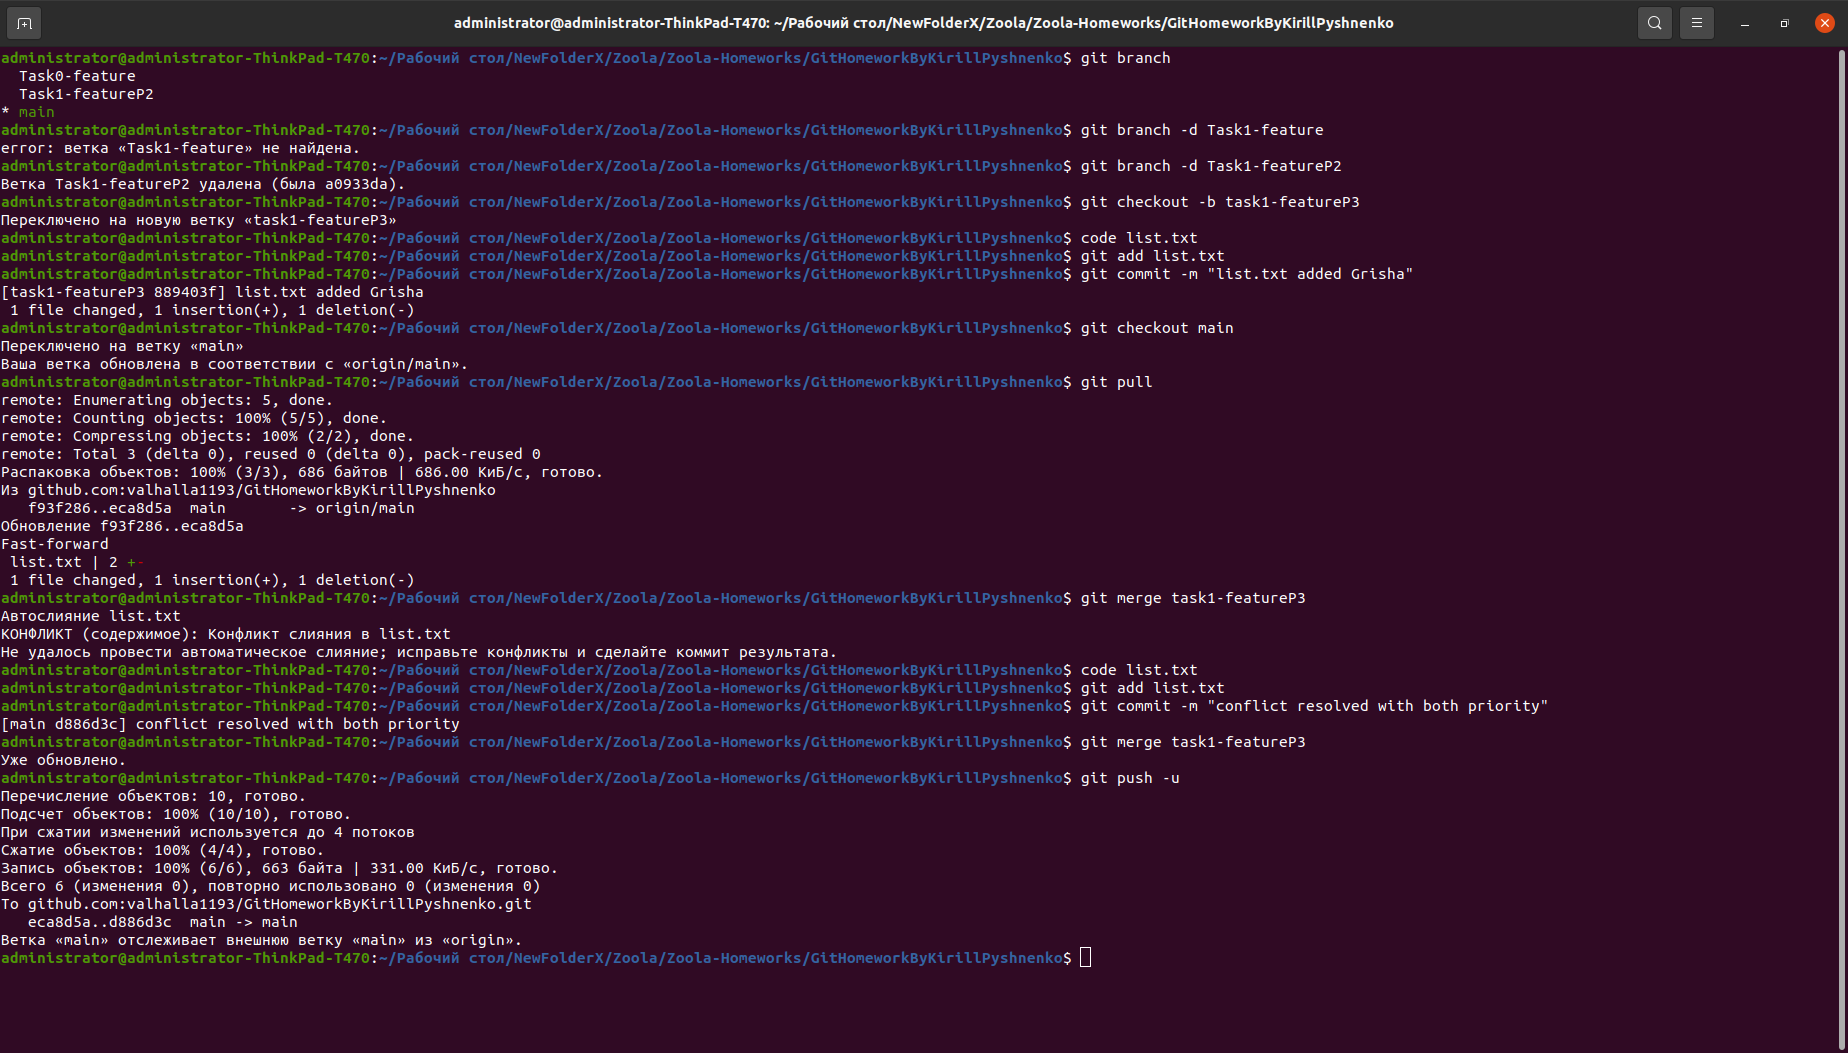 administrator@administrator-ThinkPad-T470: ~/Рабочий стол/NewFolderX/Zoola/Zoola-Homeworks/GitHomeworkByKirillPyshnenko
administrator@administrator-ThinkPad-T470:~/Рабочий стол/NewFolderX/Zoola/Zoola-Homeworks/GitHomeworkByKirillPyshnenko$ git branch
  Task0-feature
  Task1-featureP2
* main
administrator@administrator-ThinkPad-T470:~/Рабочий стол/NewFolderX/Zoola/Zoola-Homeworks/GitHomeworkByKirillPyshnenko$ git branch -d Task1-feature
error: ветка «Task1-feature» не найдена.
administrator@administrator-ThinkPad-T470:~/Рабочий стол/NewFolderX/Zoola/Zoola-Homeworks/GitHomeworkByKirillPyshnenko$ git branch -d Task1-featureP2
Ветка Task1-featureP2 удалена (была a0933da).
administrator@administrator-ThinkPad-T470:~/Рабочий стол/NewFolderX/Zoola/Zoola-Homeworks/GitHomeworkByKirillPyshnenko$ git checkout -b task1-featureP3
Переключено на новую ветку «task1-featureP3»
administrator@administrator-ThinkPad-T470:~/Рабочий стол/NewFolderX/Zoola/Zoola-Homeworks/GitHomeworkByKirillPyshnenko$ code list.txt
administrator@administrator-ThinkPad-T470:~/Рабочий стол/NewFolderX/Zoola/Zoola-Homeworks/GitHomeworkByKirillPyshnenko$ git add list.txt
administrator@administrator-ThinkPad-T470:~/Рабочий стол/NewFolderX/Zoola/Zoola-Homeworks/GitHomeworkByKirillPyshnenko$ git commit -m "list.txt added Grisha"
[task1-featureP3 889403f] list.txt added Grisha
 1 file changed, 1 insertion(+), 1 deletion(-)
administrator@administrator-ThinkPad-T470:~/Рабочий стол/NewFolderX/Zoola/Zoola-Homeworks/GitHomeworkByKirillPyshnenko$ git checkout main
Переключено на ветку «main»
Ваша ветка обновлена в соответствии с «origin/main».
administrator@administrator-ThinkPad-T470:~/Рабочий стол/NewFolderX/Zoola/Zoola-Homeworks/GitHomeworkByKirillPyshnenko$ git pull
remote: Enumerating objects: 5, done.
remote: Counting objects: 100% (5/5), done.
remote: Compressing objects: 100% (2/2), done.
remote: Total 3 (delta 0), reused 0 (delta 0), pack-reused 0
Распаковка объектов: 100% (3/3), 686 байтов | 686.00 КиБ/с, готово.
Из github.com:valhalla1193/GitHomeworkByKirillPyshnenko
   f93f286..eca8d5a  main       -> origin/main
Обновление f93f286..eca8d5a
Fast-forward
 list.txt | 2 +-
 1 file changed, 1 insertion(+), 1 deletion(-)
administrator@administrator-ThinkPad-T470:~/Рабочий стол/NewFolderX/Zoola/Zoola-Homeworks/GitHomeworkByKirillPyshnenko$ git merge task1-featureP3
Автослияние list.txt
КОНФЛИКТ (содержимое): Конфликт слияния в list.txt
Не удалось провести автоматическое слияние; исправьте конфликты и сделайте коммит результата.
administrator@administrator-ThinkPad-T470:~/Рабочий стол/NewFolderX/Zoola/Zoola-Homeworks/GitHomeworkByKirillPyshnenko$ code list.txt
administrator@administrator-ThinkPad-T470:~/Рабочий стол/NewFolderX/Zoola/Zoola-Homeworks/GitHomeworkByKirillPyshnenko$ git add list.txt
administrator@administrator-ThinkPad-T470:~/Рабочий стол/NewFolderX/Zoola/Zoola-Homeworks/GitHomeworkByKirillPyshnenko$ git commit -m "conflict resolved with both priority"
[main d886d3c] conflict resolved with both priority
administrator@administrator-ThinkPad-T470:~/Рабочий стол/NewFolderX/Zoola/Zoola-Homeworks/GitHomeworkByKirillPyshnenko$ git merge task1-featureP3
Уже обновлено.
administrator@administrator-ThinkPad-T470:~/Рабочий стол/NewFolderX/Zoola/Zoola-Homeworks/GitHomeworkByKirillPyshnenko$ git push -u
Перечисление объектов: 10, готово.
Подсчет объектов: 100% (10/10), готово.
При сжатии изменений используется до 4 потоков
Сжатие объектов: 100% (4/4), готово.
Запись объектов: 100% (6/6), 663 байта | 331.00 КиБ/с, готово.
Всего 6 (изменения 0), повторно использовано 0 (изменения 0)
To github.com:valhalla1193/GitHomeworkByKirillPyshnenko.git
   eca8d5a..d886d3c  main -> main
Ветка «main» отслеживает внешнюю ветку «main» из «origin».
administrator@administrator-ThinkPad-T470:~/Рабочий стол/NewFolderX/Zoola/Zoola-Homeworks/GitHomeworkByKirillPyshnenko$